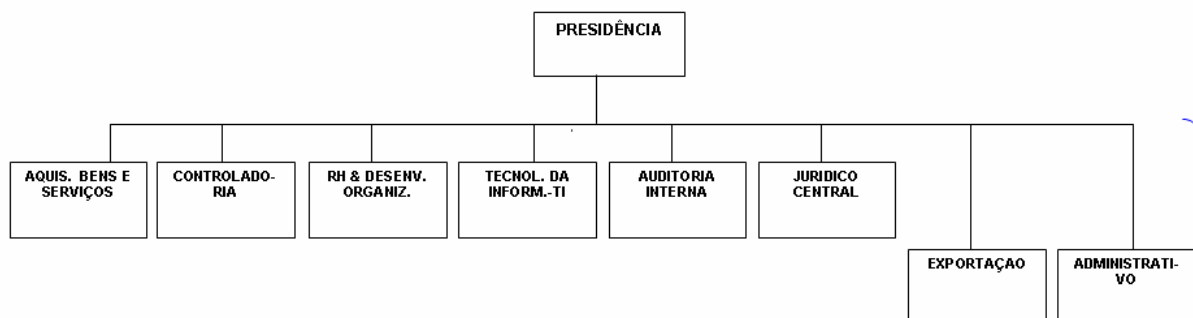 PRESIDÊNCIA
AQUIS. BENS E
SERVIÇOS
CONTROLADO-
RIA
RH & DESENV.
ORGANIZ.
TECNOL. DA
INFORM.-TI
AUDITORIA
INTERNA
JURIDICO
CENTRAL
EXPORTAÇAO
ADMINISTRATI-
VO